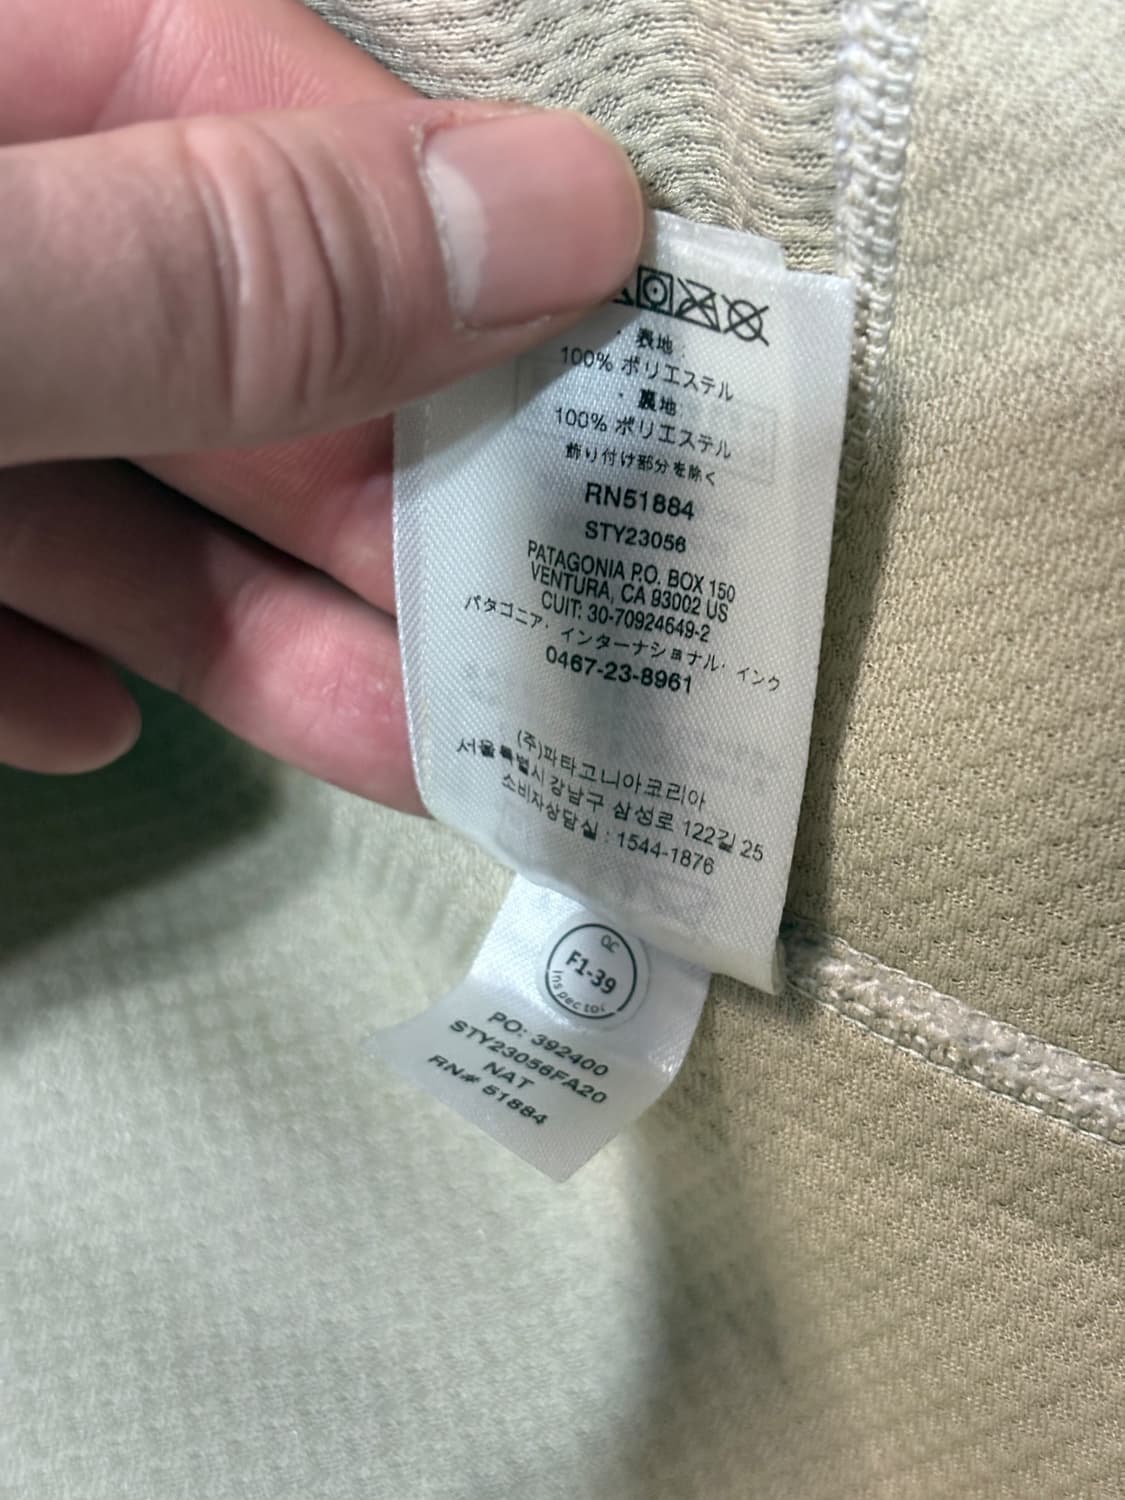 ・表地:
100% ポリエステル
・裏地:
100% ポリエステル
飾り付け部分を除く
RN51884
STY23056
PATAGONIA P.O. BOX 150
VENTURA, CA 93002 US
CUIT: 30-70924649-2
パタゴニア・インターナショナル・インク
0467-23-8961
(주)파타고니아코리아
서울특별시 강남구 삼성로 122길 25
소비자상담실 : 1544-1876
QC
F1-39
Inspector
PO: 392400
STY23056FA20
NAT
RN# 51884